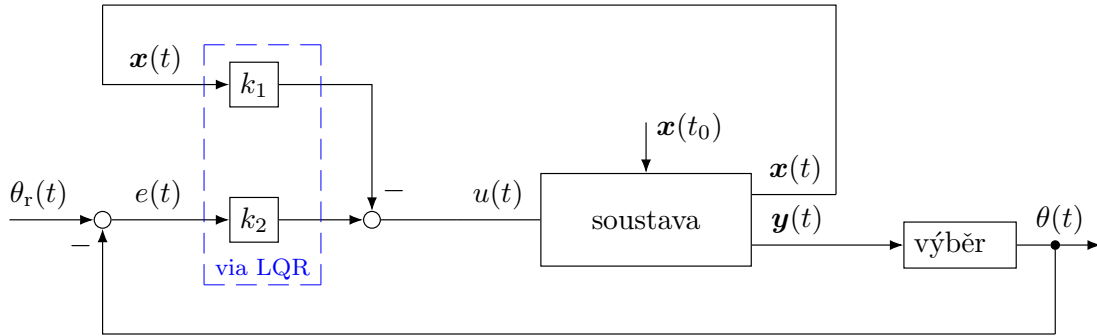 𝒙(t)
k₁
𝒙(t₀)
𝒙(t)
−
θᵣ(t)
e(t)
k₂
u(t)
soustava
𝒚(t)
výběr
θ(t)
−
via LQR